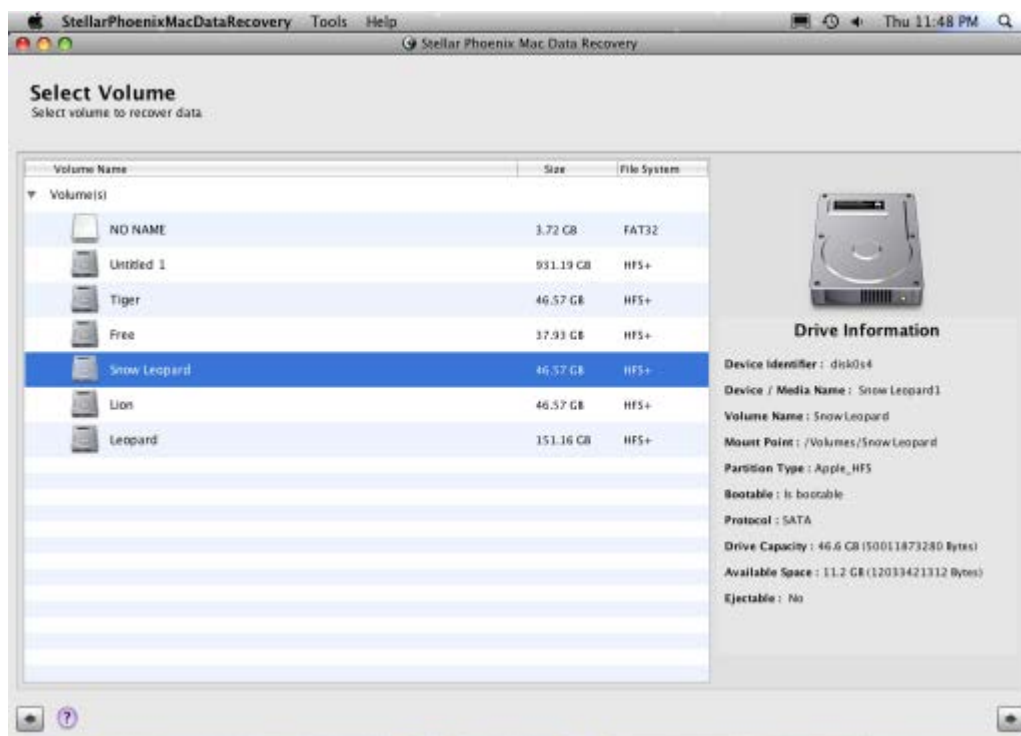 StellarPhoenixMacDataRecovery Tools Help Thu 11:48 PM
Stellar Phoenix Mac Data Recovery
Select Volume
Select volume to recover data
Volume Name Size File System
Volume(s)
NO NAME 3.72 GB FAT32
Untitled 1 931.19 GB HFS+
Tiger 46.57 GB HFS+
Free 37.93 GB HFS+
Snow Leopard 46.57 GB HFS+
Lion 46.57 GB HFS+
Leopard 151.16 GB HFS+
Drive Information
Device Identifier : disk0s4
Device / Media Name : Snow Leopard1
Volume Name : Snow Leopard
Mount Point : /Volumes/Snow Leopard
Partition Type : Apple_HFS
Bootable : Is bootable
Protocol : SATA
Drive Capacity : 46.6 GB (50011873280 Bytes)
Available Space : 11.2 GB (12033421312 Bytes)
Ejectable : No
?